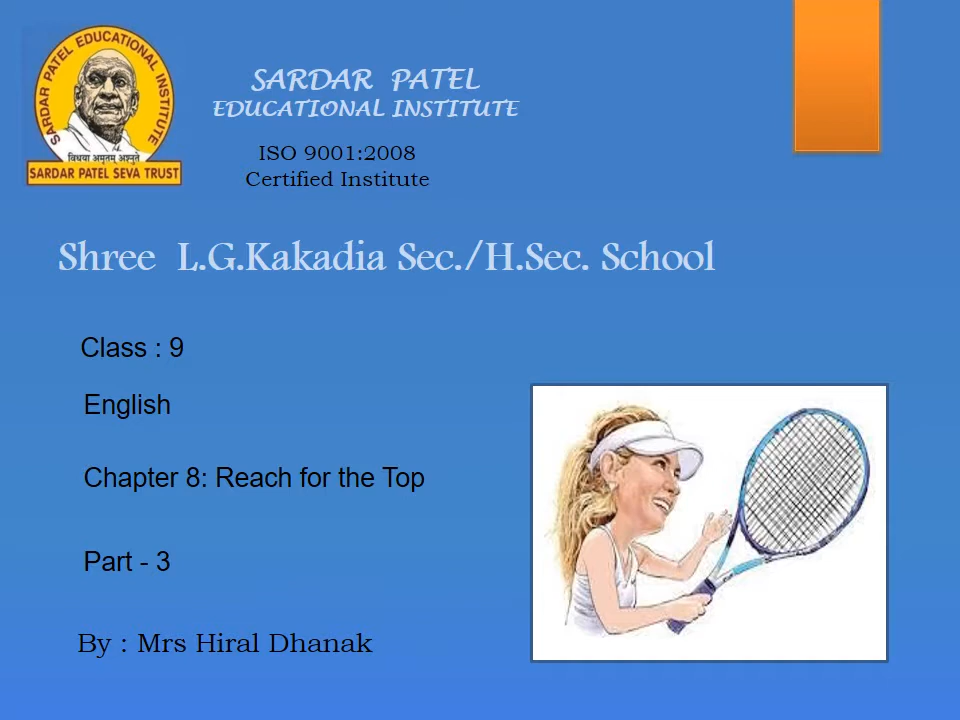 SARDAR PATEL EDUCATIONAL INSTITUTE
विधया अमृतम् अश्नुते
SARDAR PATEL SEVA TRUST
SARDAR PATEL
EDUCATIONAL INSTITUTE
ISO 9001:2008
Certified Institute
Shree L.G.Kakadia Sec./H.Sec. School
Class : 9
English
Chapter 8: Reach for the Top
Part - 3
By : Mrs Hiral Dhanak